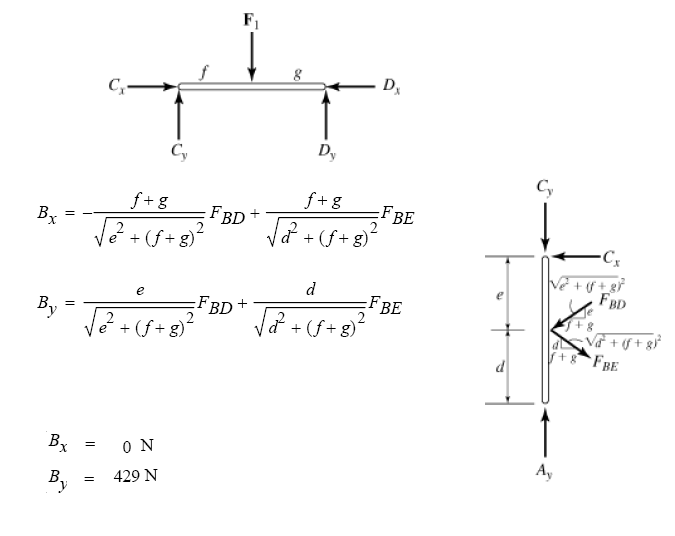 F1
f g
Cx Dx
Cy Dy
Bx = - (f + g) / √(e² + (f + g)²) FBD + (f + g) / √(d² + (f + g)²) FBE
By = e / √(e² + (f + g)²) FBD + d / √(d² + (f + g)²) FBE
Bx = 0 N
By = 429 N
Cy
Cx
√e² + (f + g)²
e FBD
e
f + g
d √d² + (f + g)²
d f + g FBE
Ay